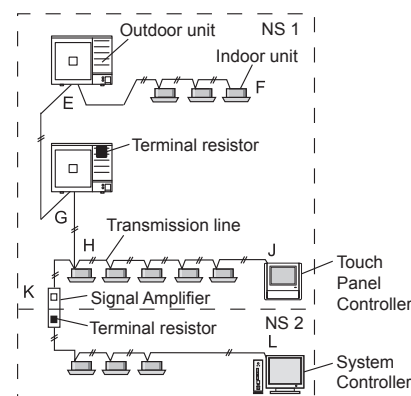 Outdoor unit
NS 1
Indoor unit
E
F
Terminal resistor
G
H
Transmission line
J
Touch
Panel
Controller
K
Signal Amplifier
Terminal resistor
NS 2
L
System
Controller